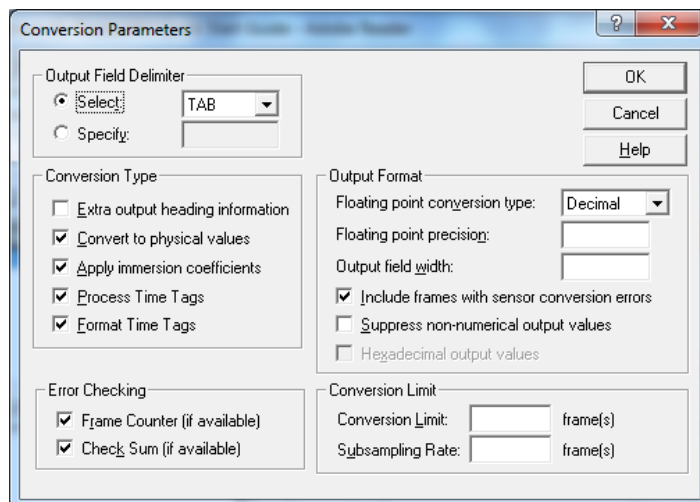 Conversion Parameters
Output Field Delimiter
Select:
TAB
Specify:
OK
Cancel
Help
Conversion Type
Extra output heading information
Convert to physical values
Apply immersion coefficients
Process Time Tags
Format Time Tags
Output Format
Floating point conversion type:
Decimal
Floating point precision:
Output field width:
Include frames with sensor conversion errors
Suppress non-numerical output values
Hexadecimal output values
Error Checking
Frame Counter (if available)
Check Sum (if available)
Conversion Limit
Conversion Limit:
frame(s)
Subsampling Rate:
frame(s)